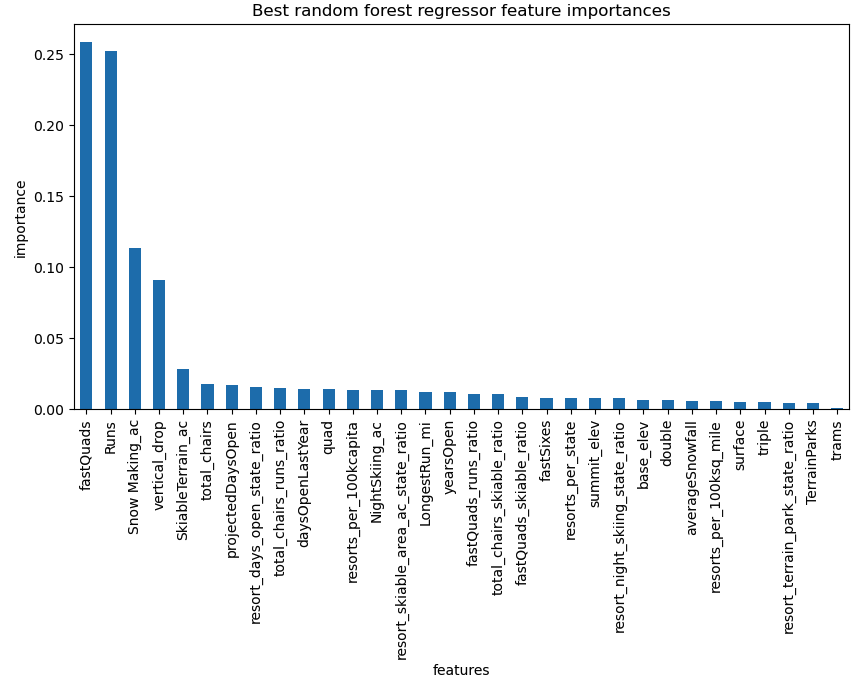 Best random forest regressor feature importances
importance
0.25
0.20
0.15
0.10
0.05
0.00
fastQuads
Runs
Snow Making_ac
vertical_drop
SkiableTerrain_ac
total_chairs
projectedDaysOpen
resort_days_open_state_ratio
total_chairs_runs_ratio
daysOpenLastYear
quad
resorts_per_100kcapita
NightSkiing_ac
resort_skiable_area_ac_state_ratio
LongestRun_mi
yearsOpen
fastQuads_runs_ratio
total_chairs_skiable_ratio
fastQuads_skiable_ratio
fastSixes
resorts_per_state
summit_elev
resort_night_skiing_state_ratio
base_elev
double
averageSnowfall
resorts_per_100ksq_mile
surface
triple
resort_terrain_park_state_ratio
TerrainParks
trams
features